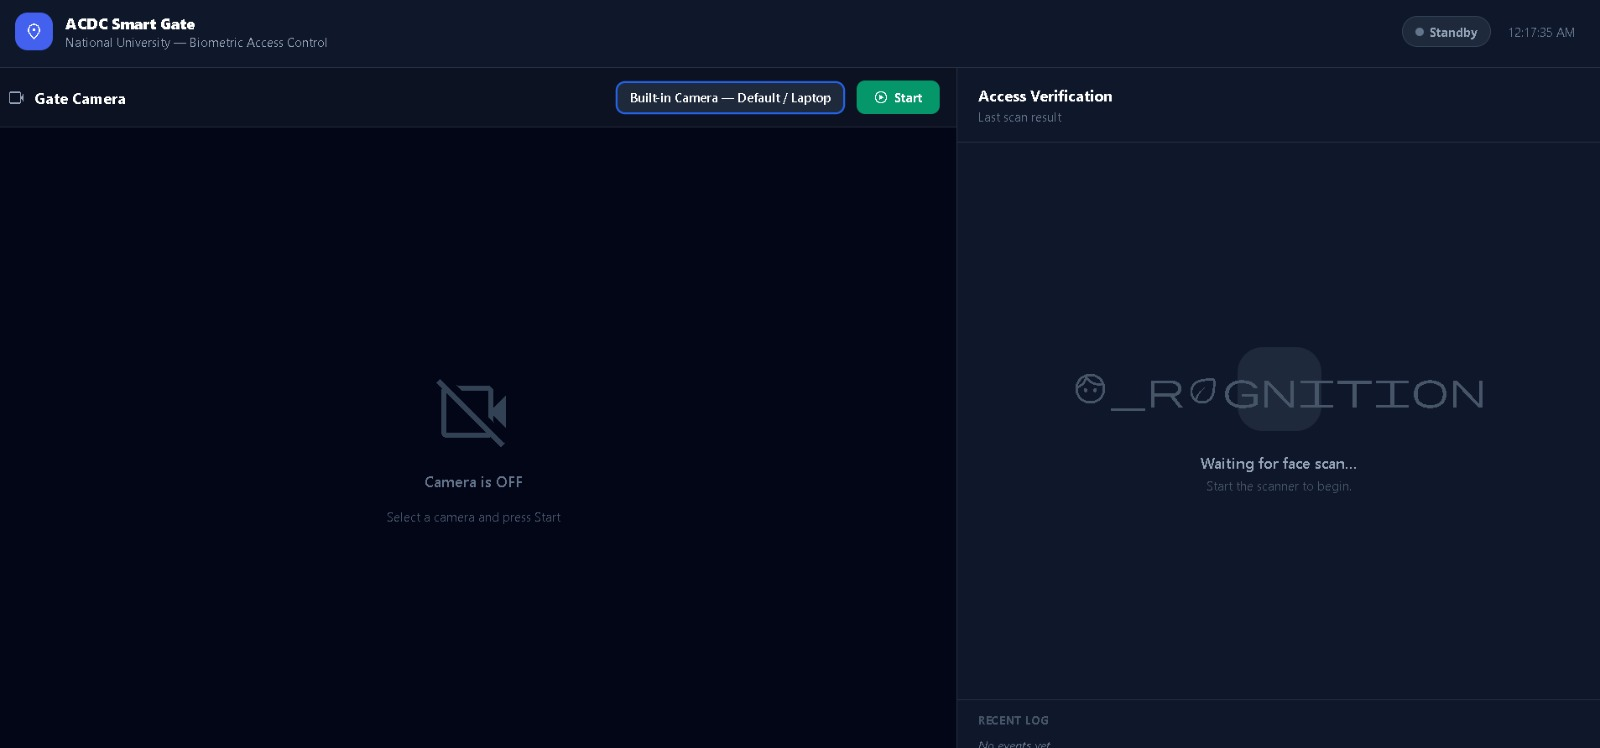 ACDC Smart Gate
National University — Biometric Access Control
Standby
12:17:35 AM
Gate Camera
Built-in Camera — Default / Laptop
Start
Access Verification
Last scan result
Camera is OFF
Select a camera and press Start
_R GNITION
Waiting for face scan...
Start the scanner to begin.
RECENT LOG
No events yet